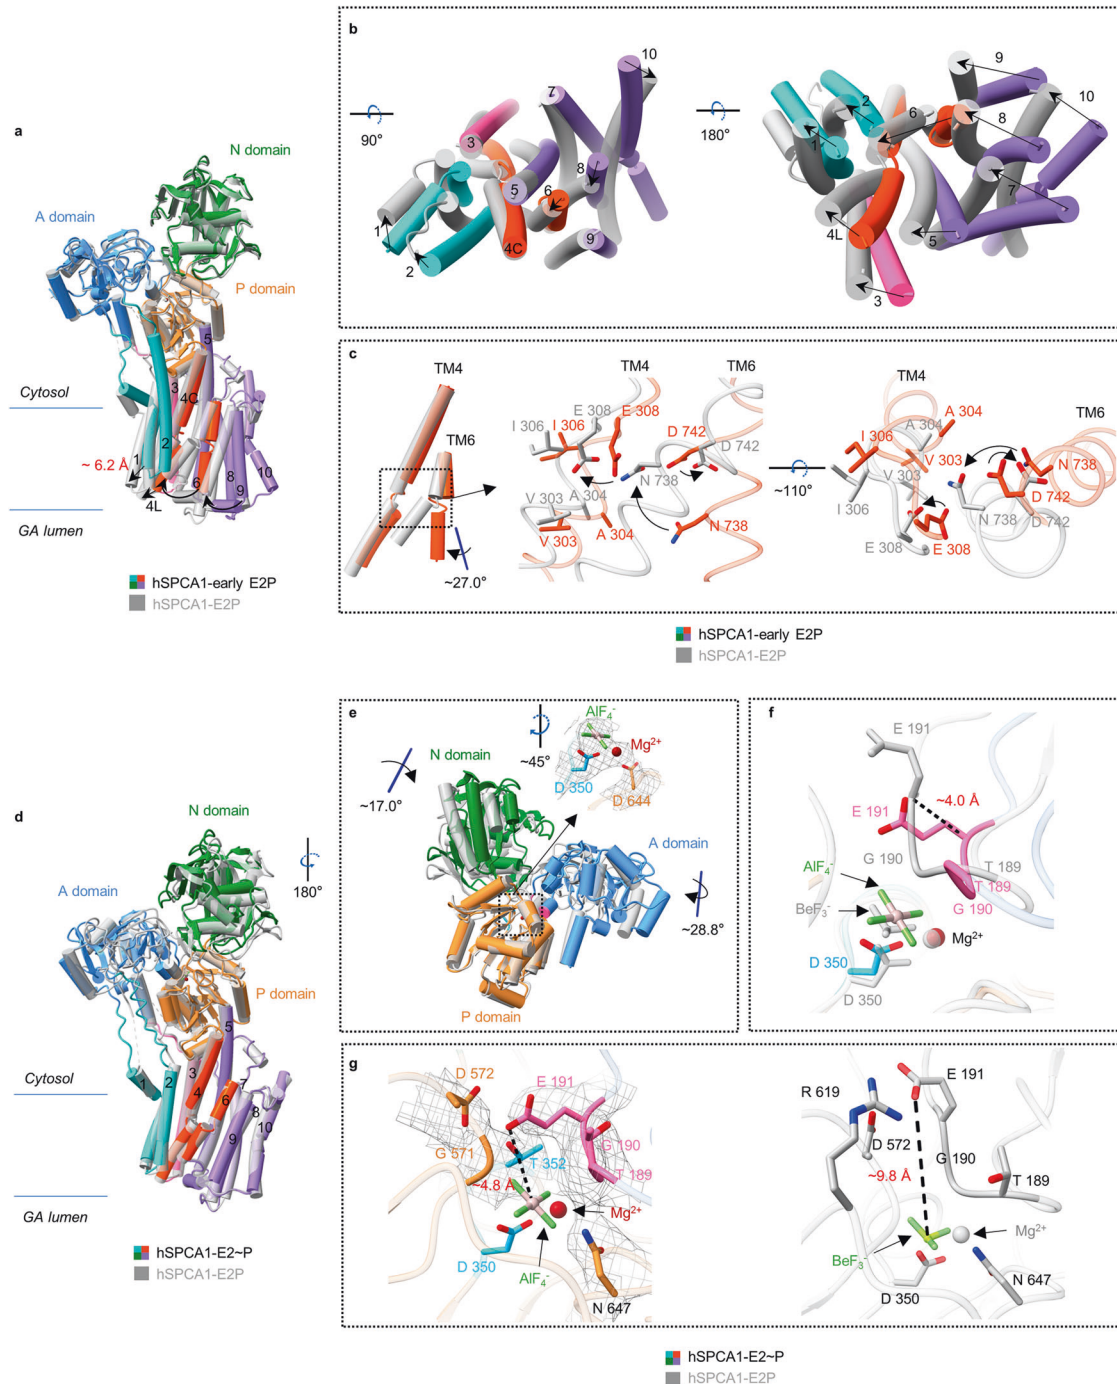 a
N domain
A domain
P domain
5
3
4C
Cytosol
2
~ 6.2 Å
1
6
8
10
4L
9
GA lumen
hSPCA1-early E2P
hSPCA1-E2P
b
90°
10
7
3
8
5
6
1
4C
9
2
180°
9
2
10
6
8
1
7
4L
5
3
c
TM4
TM6
~27.0°
TM4
TM6
E 308
E 308
I 306
I 306
D 742
D 742
A 304
N 738
V 303
V 303
A 304
N 738
~110°
TM4
A 304
TM6
I 306
A 304
V 303
N 738
V 303
D 742
I 306
N 738
D 742
E 308
E 308
hSPCA1-early E2P
hSPCA1-E2P
d
N domain
180°
A domain
P domain
5
Cytosol
1
2
3
7
4
6
8
10
9
GA lumen
hSPCA1-E2~P
hSPCA1-E2P
e
AlF₄⁻
~45°
Mg²⁺
N domain
D 350
D 644
~17.0°
A domain
~28.8°
P domain
f
E 191
~4.0 Å
E 191
G 190
T 189
T 189
AlF₄⁻
G 190
BeF₃⁻
Mg²⁺
D 350
D 350
g
D 572
E 191
G 190
G 571
T 352
T 189
~4.8 Å
Mg²⁺
D 350
AlF₄⁻
N 647
E 191
R 619
D 572
G 190
~9.8 Å
T 189
Mg²⁺
BeF₃⁻
N 647
D 350
hSPCA1-E2~P
hSPCA1-E2P